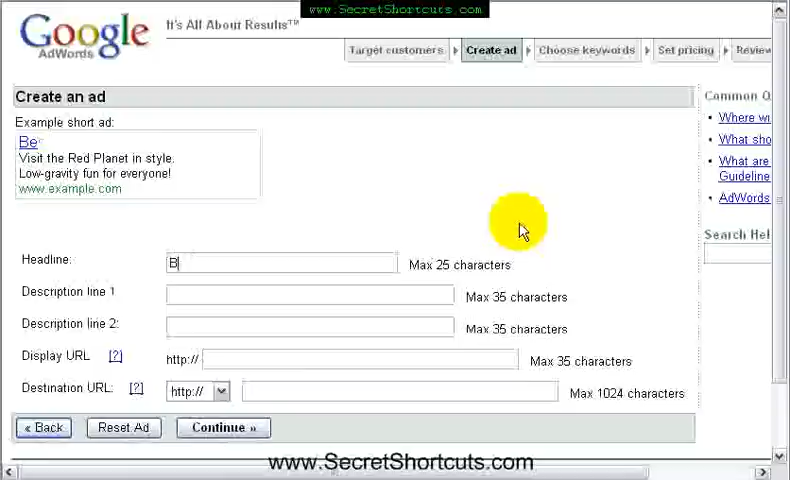 www.SecretShortcuts.com
Google
AdWords
It's All About Results™
Target customers
Create ad
Choose keywords
Set pricing
Review
Create an ad
Common Q
Example short ad:
Be
Visit the Red Planet in style.
Low-gravity fun for everyone!
www.example.com
Where wi
What sho
What are
Guideline
AdWords
Search Help
Headline:
B
Max 25 characters
Description line 1
Max 35 characters
Description line 2:
Max 35 characters
Display URL [?]
http://
Max 35 characters
Destination URL: [?]
http://
Max 1024 characters
« Back
Reset Ad
Continue »
www.SecretShortcuts.com